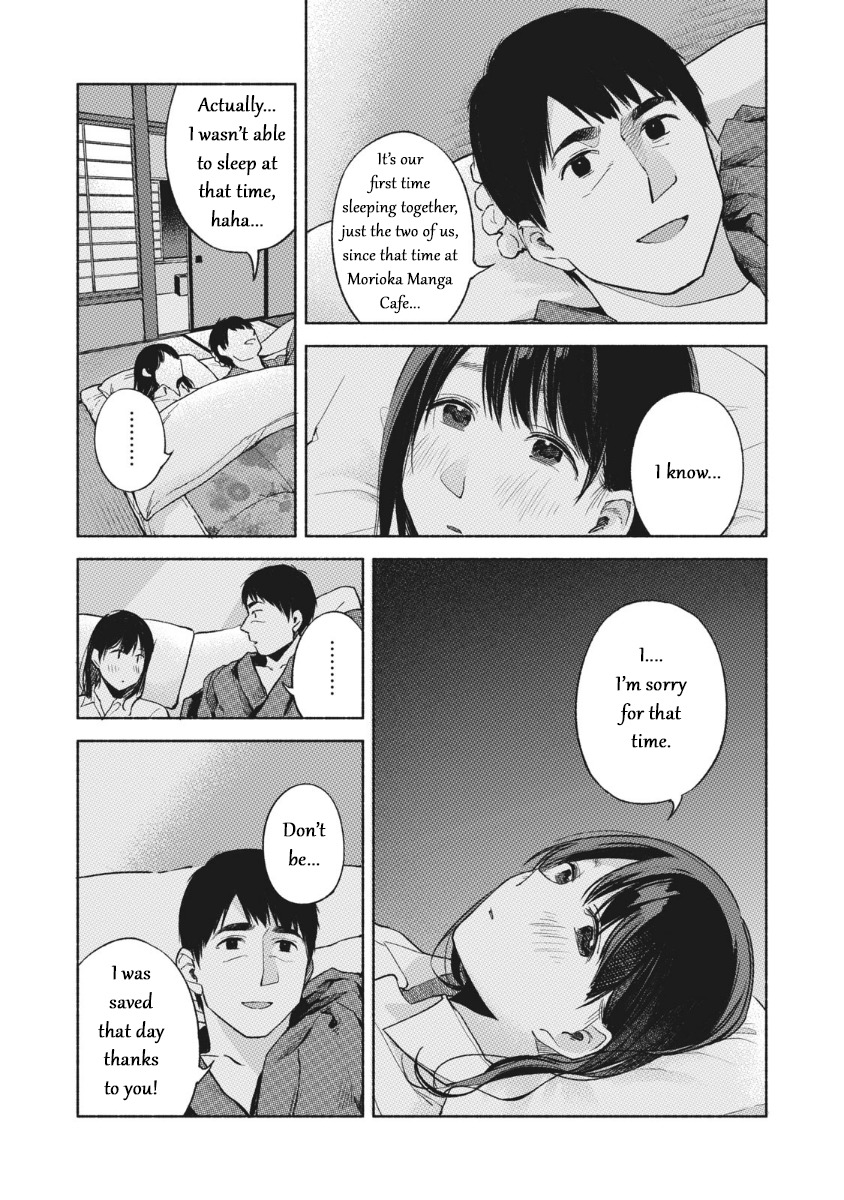 It's our
first time
sleeping together,
just the two of us,
since that time at
Morioka Manga
Cafe...
Actually...
I wasn't able
to sleep at
that time,
haha...
.........
I know...
I....
I'm sorry
for that
time.
.........
Don't
be...
I was
saved
that day
thanks
to you!